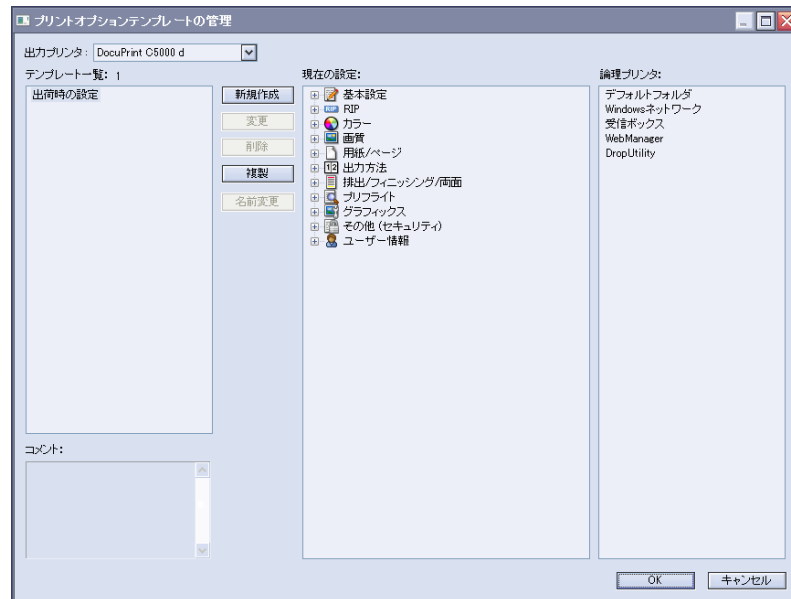 プリントオプションテンプレートの管理
出力プリンタ: DocuPrint C5000 d
テンプレート一覧: 1
出荷時の設定
新規作成
変更
削除
複製
名前変更
コメント:
現在の設定:
基本設定
RIP RIP
カラー
画質
用紙/ページ
12 出力方法
排出/フィニッシング/両面
プリフライト
グラフィックス
その他 (セキュリティ)
ユーザー情報
論理プリンタ:
デフォルトフォルダ
Windowsネットワーク
受信ボックス
WebManager
DropUtility
OK
キャンセル